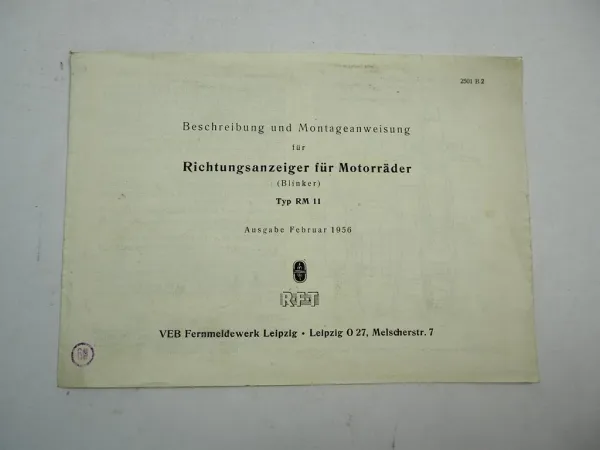 2501 B 2
Beschreibung und Montageanweisung
für
Richtungsanzeiger für Motorräder
(Blinker)
Typ RM 11
Ausgabe Februar 1956
RFT
VEB Fernmeldewerk Leipzig • Leipzig O 27, Melscherstr. 7